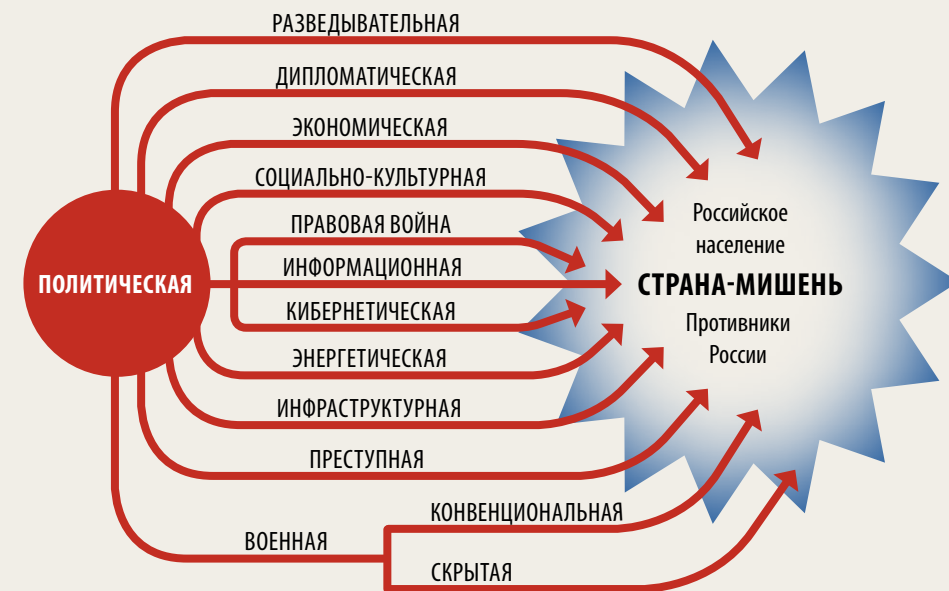 РАЗВЕДЫВАТЕЛЬНАЯ
ДИПЛОМАТИЧЕСКАЯ
ЭКОНОМИЧЕСКАЯ
СОЦИАЛЬНО-КУЛЬТУРНАЯ
ПРАВОВАЯ ВОЙНА
ИНФОРМАЦИОННАЯ
КИБЕРНЕТИЧЕСКАЯ
ЭНЕРГЕТИЧЕСКАЯ
ИНФРАСТРУКТУРНАЯ
ПРЕСТУПНАЯ
ВОЕННАЯ
КОНВЕНЦИОНАЛЬНАЯ
СКРЫТАЯ
ПОЛИТИЧЕСКАЯ
Российское
население
СТРАНА-МИШЕНЬ
Противники
России